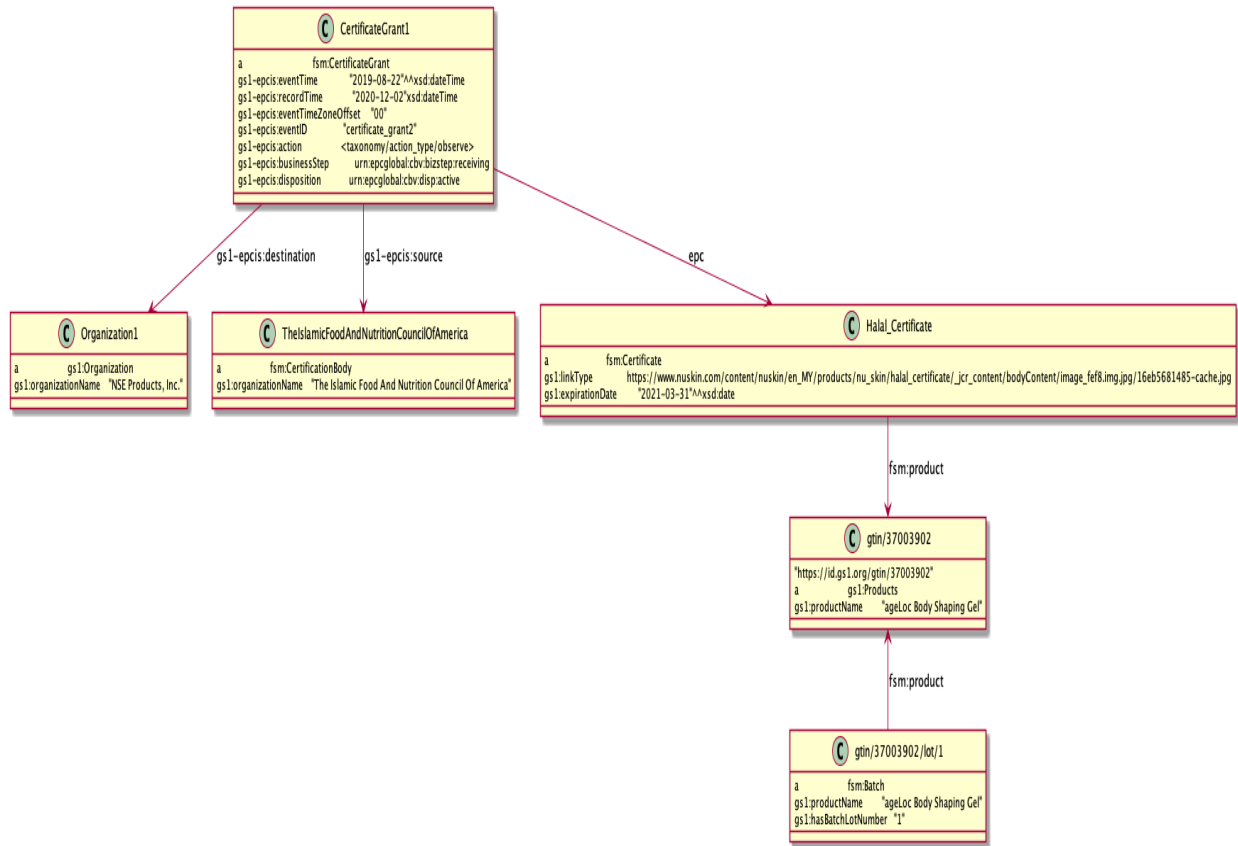 C CertificateGrant1
a fsm:CertificateGrant
gs1-epcis:eventTime "2019-08-22"^^xsd:dateTime
gs1-epcis:recordTime "2020-12-02"xsd:dateTime
gs1-epcis:eventTimeZoneOffset "00"
gs1-epcis:eventID "certificate_grant2"
gs1-epcis:action <taxonomy/action_type/observe>
gs1-epcis:businessStep urn:epcglobal:cbv:bizstep:receiving
gs1-epcis:disposition urn:epcglobal:cbv:disp:active
gs1-epcis:destination
gs1-epcis:source
epc
C Organization1
a gs1:Organization
gs1:organizationName "NSE Products, Inc."
C TheIslamicFoodAndNutritionCouncilOfAmerica
a fsm:CertificationBody
gs1:organizationName "The Islamic Food And Nutrition Council Of America"
C Halal_Certificate
a fsm:Certificate
gs1:linkType https://www.nuskin.com/content/nuskin/en_MY/products/nu_skin/halal_certificate/_jcr_content/bodyContent/image_fef8.img.jpg/16eb5681485-cache.jpg
gs1:expirationDate "2021-03-31"^^xsd:date
fsm:product
C gtin/37003902
"https://id.gs1.org/gtin/37003902"
a gs1:Products
gs1:productName "ageLoc Body Shaping Gel"
fsm:product
C gtin/37003902/lot/1
a fsm:Batch
gs1:productName "ageLoc Body Shaping Gel"
gs1:hasBatchLotNumber "1"